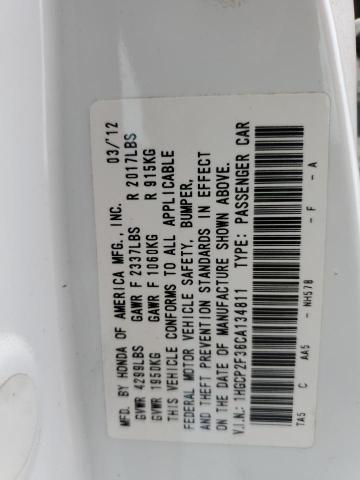 MFD. BY HONDA OF AMERICA MFG., INC. 03/'12
GVWR 4299LBS GAWR F 2337LBS R 2017LBS
GVWR 1950KG GAWR F 1060KG R 915KG
THIS VEHICLE CONFORMS TO ALL APPLICABLE
FEDERAL MOTOR VEHICLE SAFETY, BUMPER,
AND THEFT PREVENTION STANDARDS IN EFFECT
ON THE DATE OF MANUFACTURE SHOWN ABOVE.
V.I.N.: 1HGCP2F36CA134611 TYPE: PASSENGER CAR
TA5 C AA5 - NH578 - F - A